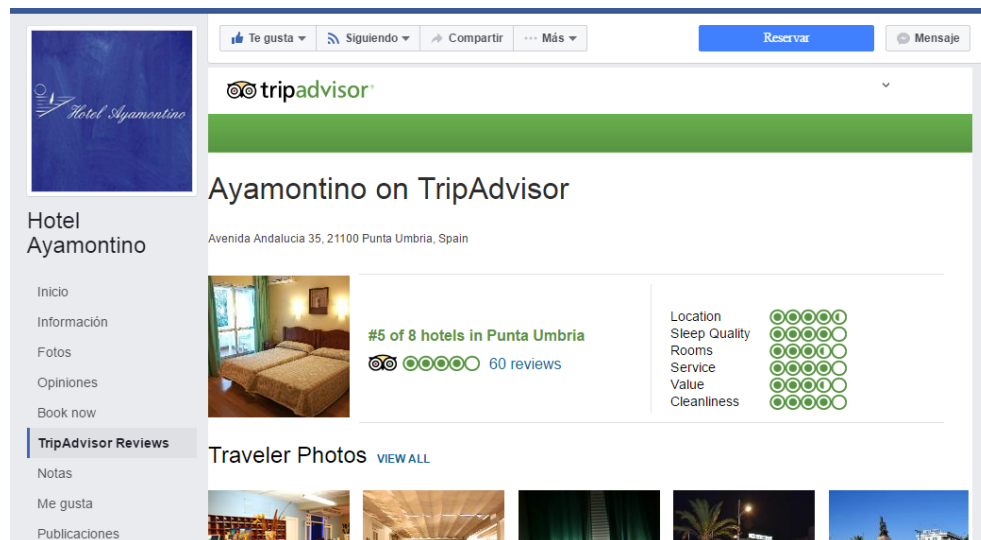 Te gusta
Siguiendo
Compartir
Más
Reservar
Mensaje
Hotel Ayamontino
tripadvisor
Hotel
Ayamontino
Inicio
Información
Fotos
Opiniones
Book now
TripAdvisor Reviews
Notas
Me gusta
Publicaciones
Ayamontino on TripAdvisor
Avenida Andalucia 35, 21100 Punta Umbria, Spain
#5 of 8 hotels in Punta Umbria
60 reviews
Location
Sleep Quality
Rooms
Service
Value
Cleanliness
Traveler Photos VIEW ALL